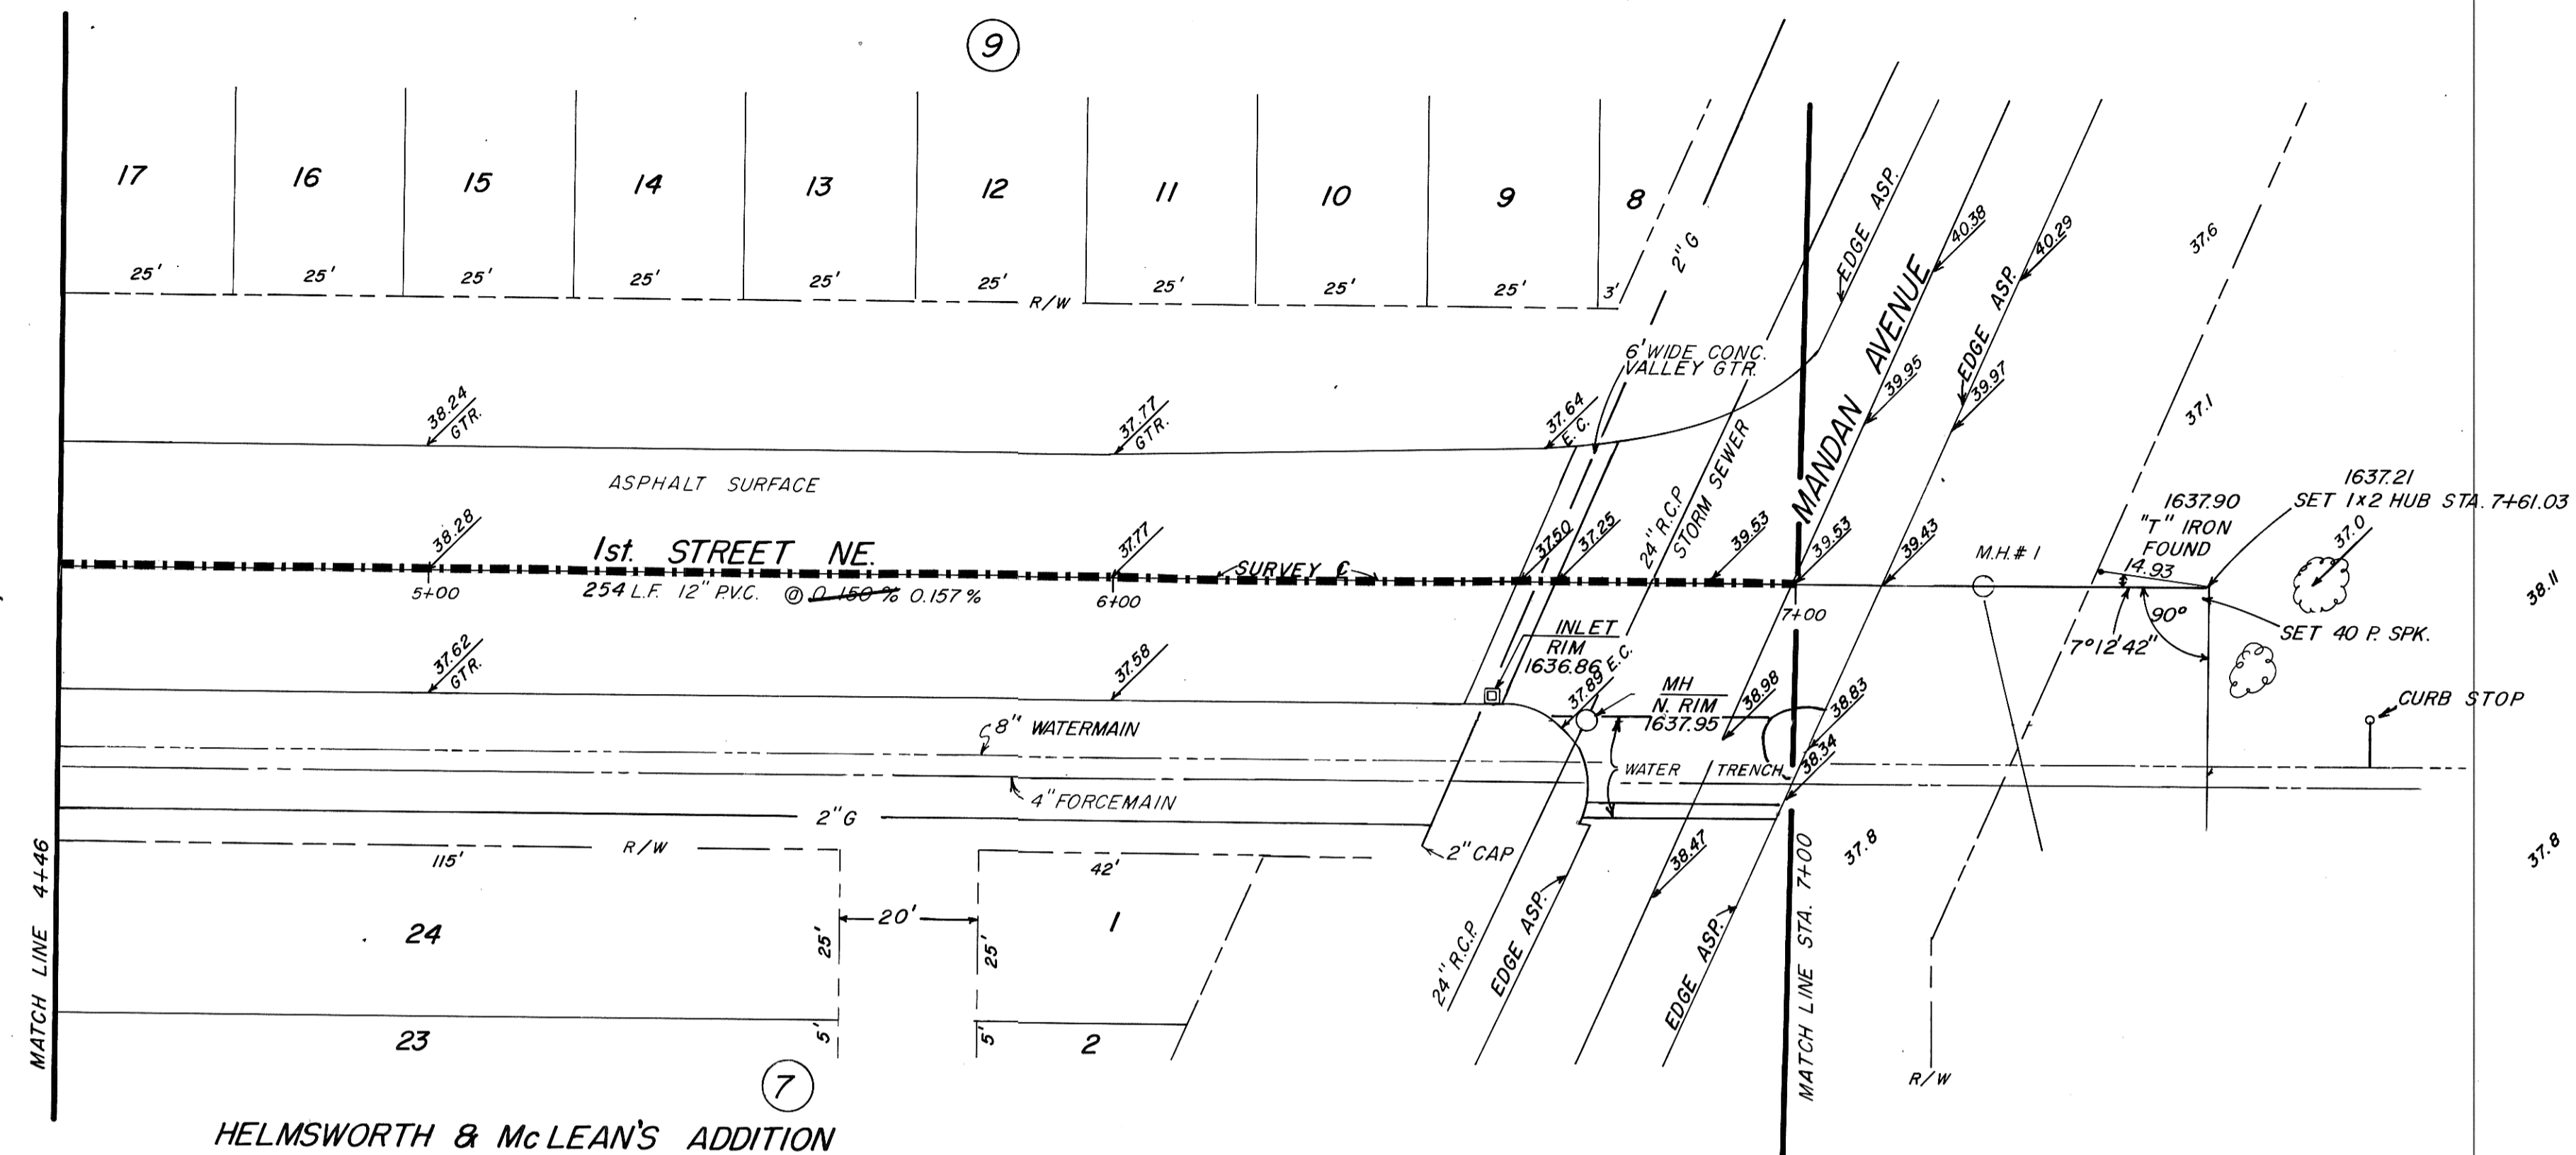 9
17 16 15 14 13 12 11 10 9 8
25' 25' 25' 25' 25' 25' 25' 25' 25' 3'
R/W
2" G
EDGE ASP.
MANDAN AVENUE
40.38
EDGE ASP.
40.29
37.6
6' WIDE CONC.
VALLEY GTR.
39.95
39.97
37.1
38.24
GTR.
37.77
GTR.
37.64
E.C.
ASPHALT SURFACE
24" R.C.P.
STORM SEWER
1637.21
SET 1x2 HUB STA. 7+61.03
1637.90
"T" IRON
FOUND
14.93
37.0
38.28
1st. STREET NE.
37.77
SURVEY ℄
37.50
37.25
39.53
39.53
39.43
M.H.# 1
38.11
5+00
254 L.F. 12" P.V.C. @ 0.150 % 0.157 %
6+00
7+00
90°
7°12'42"
SET 40 P. SPK.
37.62
GTR.
37.58
INLET
RIM
1636.86
37.89 E.C.
MH
N. RIM
1637.95
38.98
38.83
CURB STOP
8" WATERMAIN
WATER TRENCH
38.34
4" FORCEMAIN
2" G
115'
R/W
42'
2" CAP
38.47
37.8
37.8
24
20'
1
25'
25'
24" R.C.P.
EDGE ASP.
EDGE ASP.
MATCH LINE 4+46
MATCH LINE STA. 7+00
23
5'
5'
2
R/W
7
HELMSWORTH & McLEAN'S ADDITION